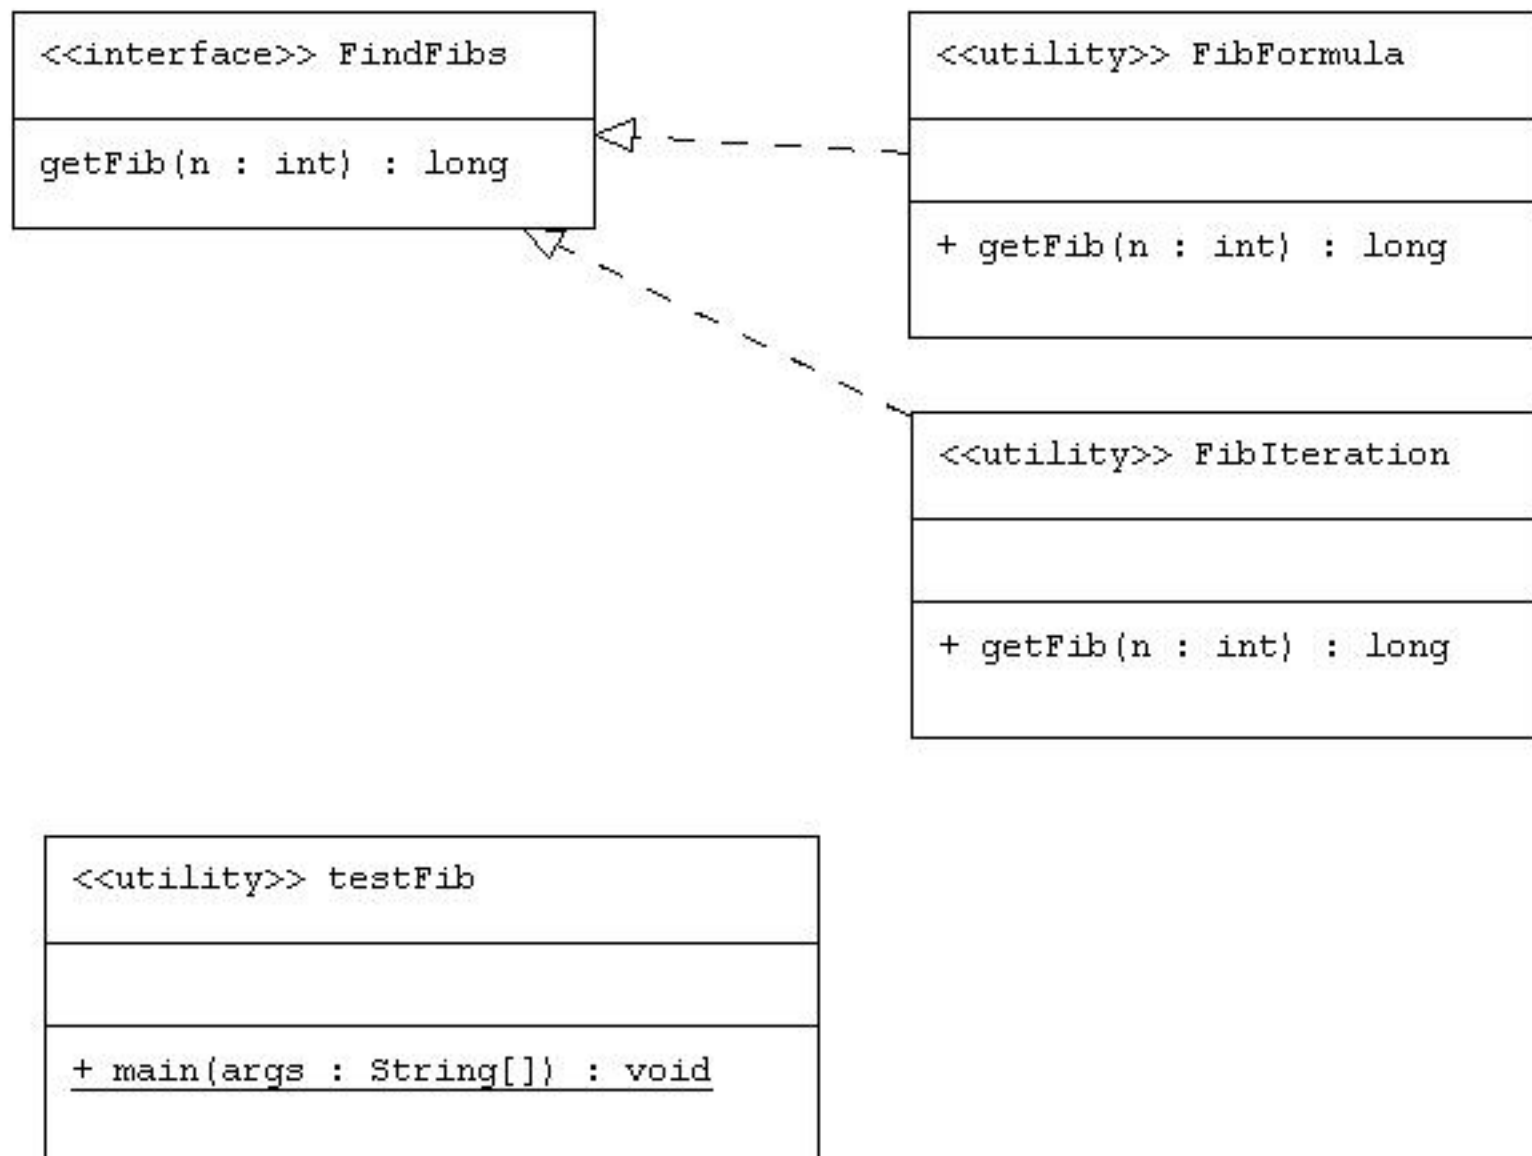 <<interface>> FindFibs
getFib(n : int) : long
<<utility>> FibFormula
+ getFib(n : int) : long
<<utility>> FibIteration
+ getFib(n : int) : long
<<utility>> testFib
+ main(args : String[]) : void